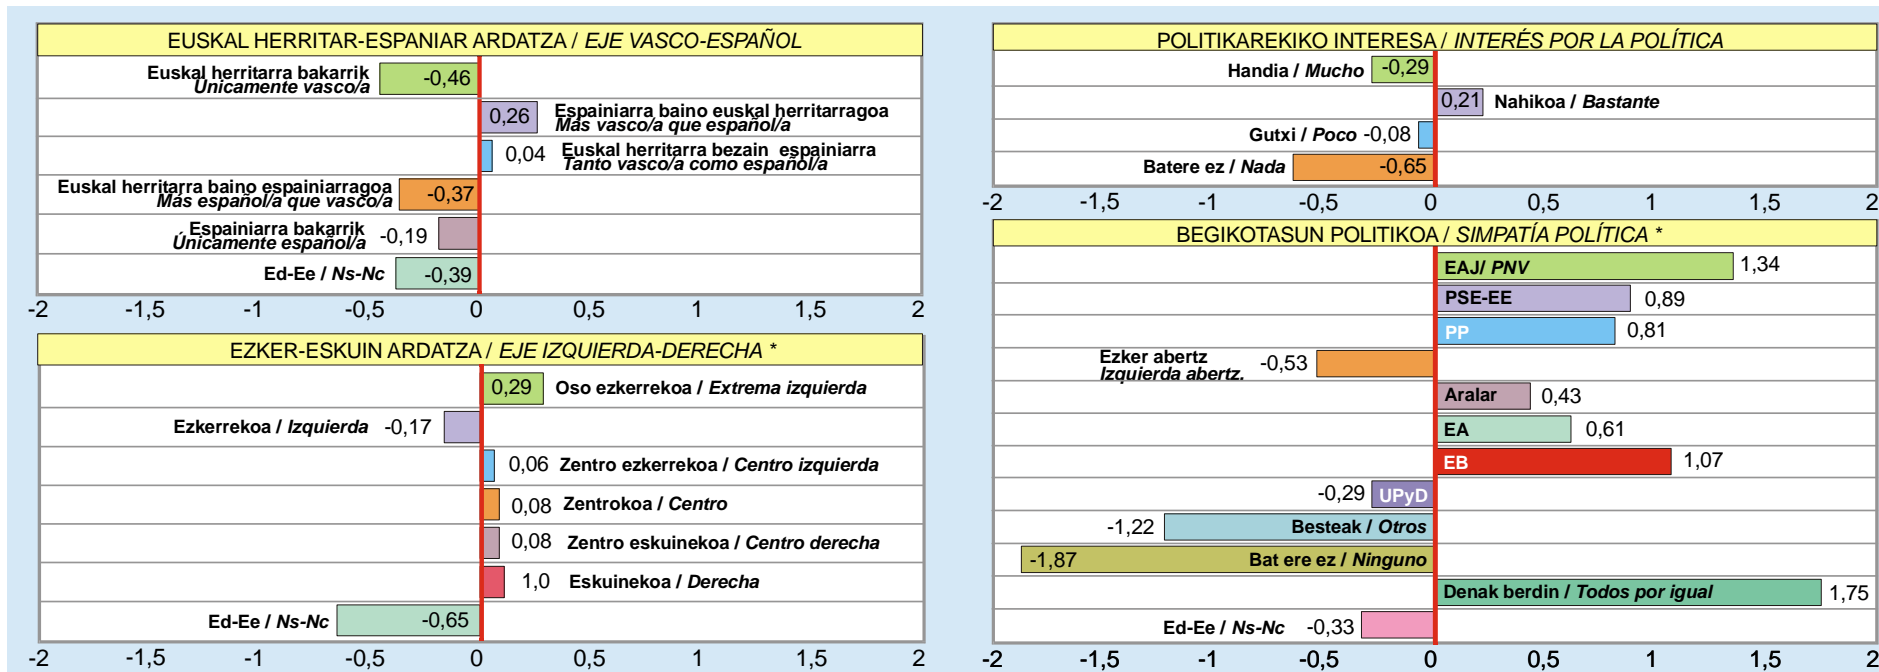 EUSKAL HERRITAR-ESPANIAR ARDATZA / EJE VASCO-ESPAÑOL
Euskal herritarra bakarrik
Únicamente vasco/a
-0,46
0,26
Espainiarra baino euskal herritarragoa
Más vasco/a que español/a
0,04
Euskal herritarra bezain espainiarra
Tanto vasco/a como español/a
Euskal herritarra baino espainiarragoa
Más español/a que vasco/a
-0,37
Espainiarra bakarrik
Únicamente español/a
-0,19
Ed-Ee / Ns-Nc
-0,39
-2 -1,5 -1 -0,5 0 0,5 1 1,5 2
EZKER-ESKUIN ARDATZA / EJE IZQUIERDA-DERECHA *
0,29 Oso ezkerrekoa / Extrema izquierda
Ezkerrekoa / Izquierda -0,17
0,06 Zentro ezkerrekoa / Centro izquierda
0,08 Zentrokoa / Centro
0,08 Zentro eskuinekoa / Centro derecha
1,0 Eskuinekoa / Derecha
Ed-Ee / Ns-Nc -0,65
-2 -1,5 -1 -0,5 0 0,5 1 1,5 2
POLITIKAREKIKO INTERESA / INTERÉS POR LA POLÍTICA
Handia / Mucho -0,29
0,21 Nahikoa / Bastante
Gutxi / Poco -0,08
Batere ez / Nada -0,65
-2 -1,5 -1 -0,5 0 0,5 1 1,5 2
BEGIKOTASUN POLITIKOA / SIMPATÍA POLÍTICA *
EAJ/ PNV 1,34
PSE-EE 0,89
PP 0,81
Ezker abertz
Izquierda abertz.
-0,53
Aralar 0,43
EA 0,61
EB 1,07
-0,29 UPyD
-1,22 Besteak / Otros
-1,87 Bat ere ez / Ninguno
Denak berdin / Todos por igual 1,75
Ed-Ee / Ns-Nc -0,33
-2 -1,5 -1 -0,5 0 0,5 1 1,5 2